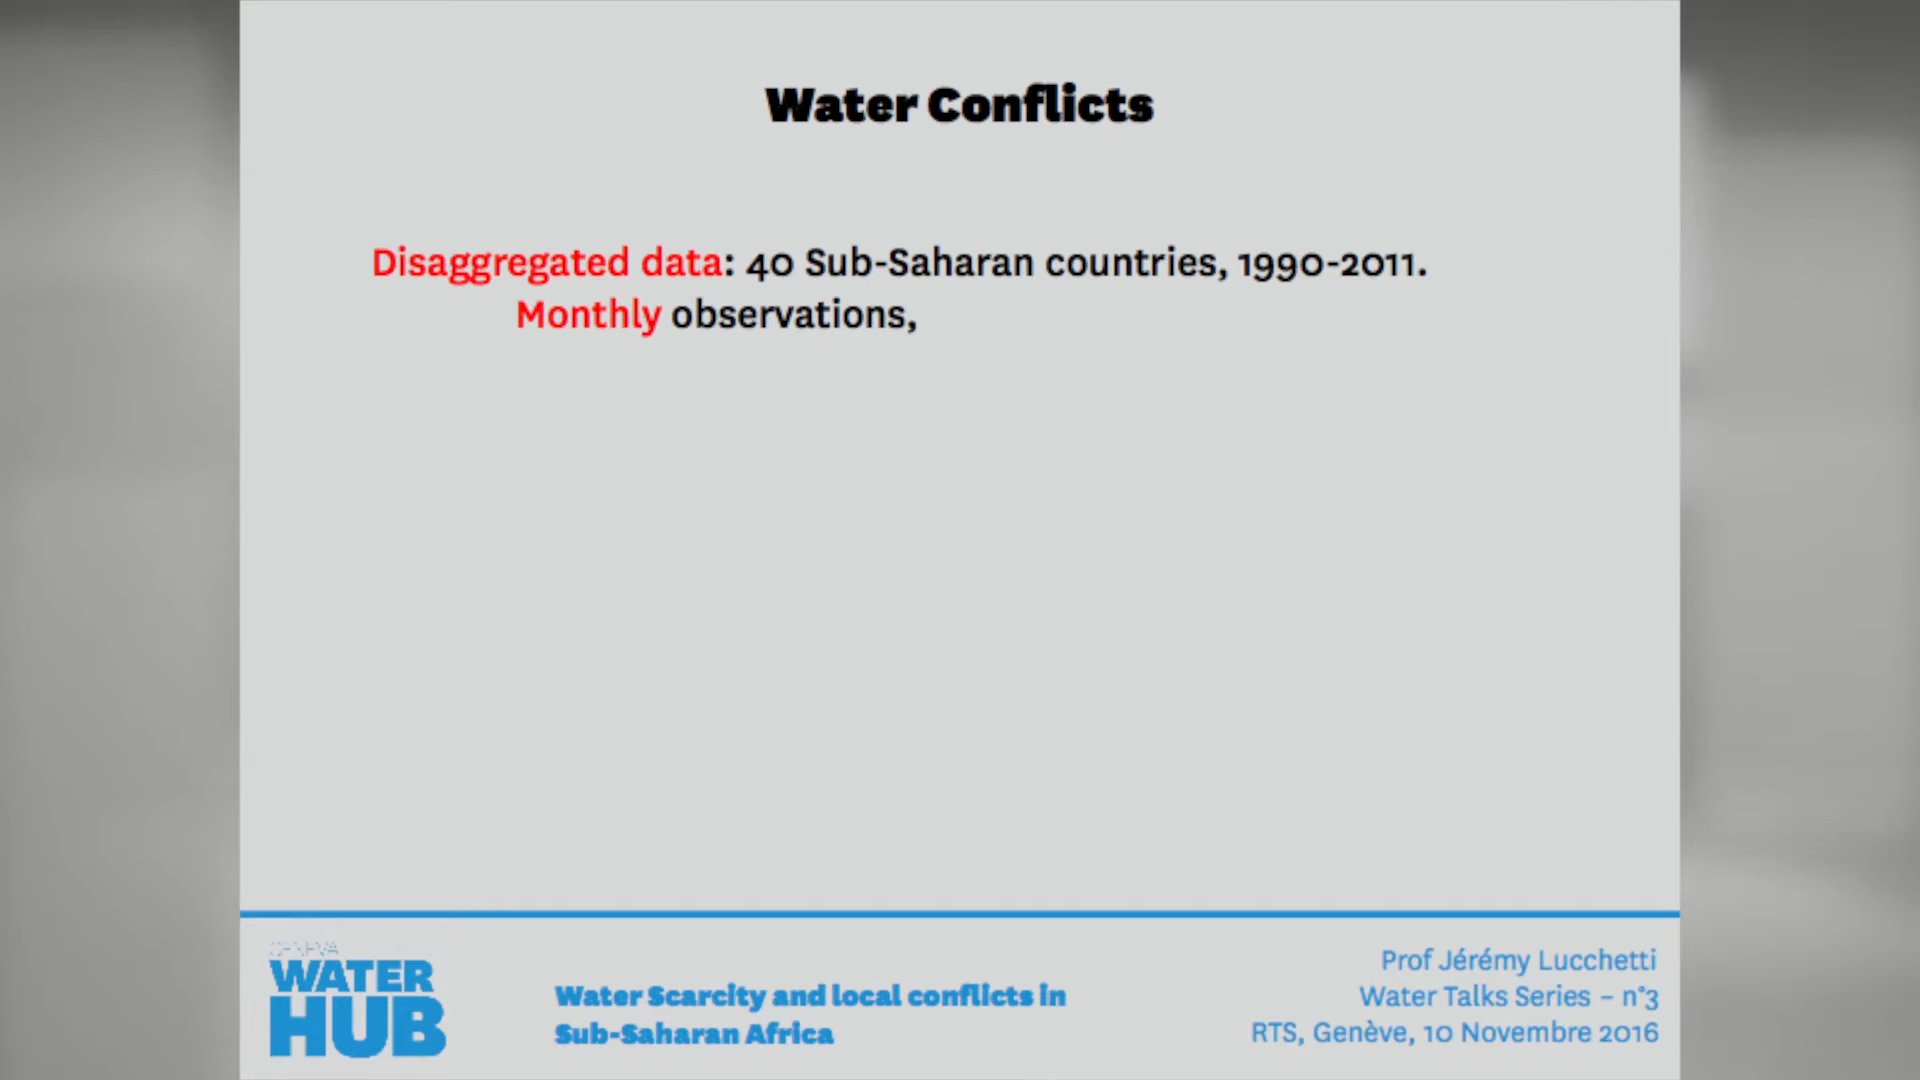 Water Conflicts
Disaggregated data: 40 Sub-Saharan countries, 1990-2011.
Monthly observations,
GENEVA
WATER
HUB
Water Scarcity and local conflicts in
Sub-Saharan Africa
Prof Jérémy Lucchetti
Water Talks Series – n°3
RTS, Genève, 10 Novembre 2016